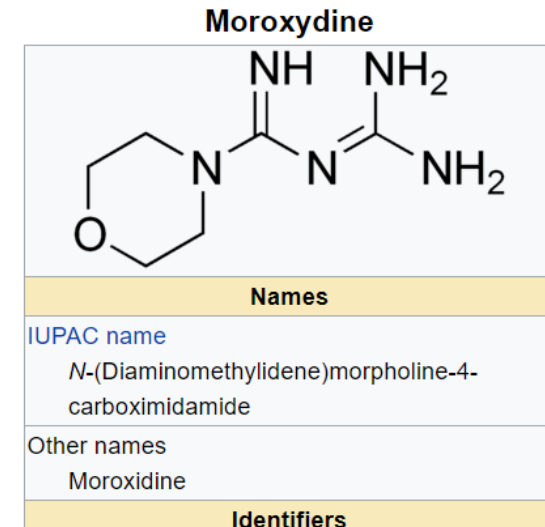 Moroxydine
NH NH₂
N N NH₂
O
Names
IUPAC name
N-(Diaminomethylidene)morpholine-4-
carboximidamide
Other names
Moroxidine
Identifiers